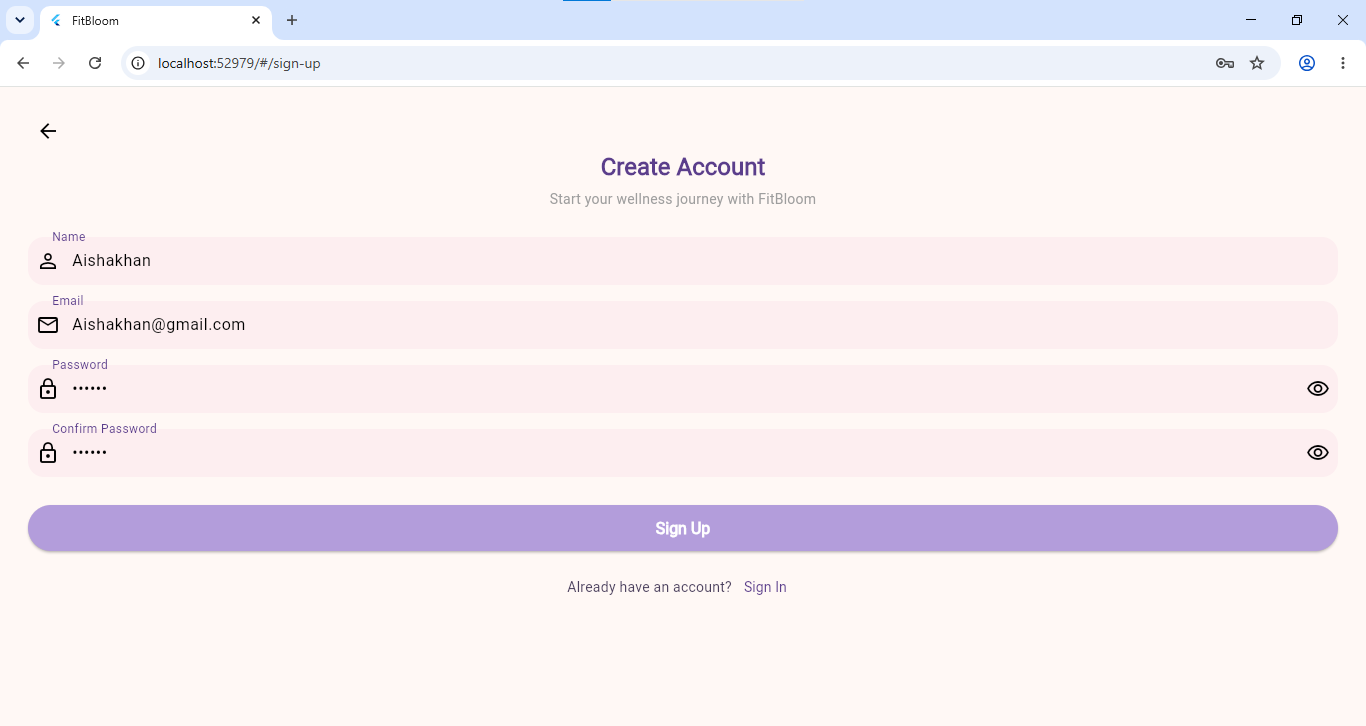 FitBloom
localhost:52979/#/sign-up
Create Account
Start your wellness journey with FitBloom
Name
Aishakhan
Email
Aishakhan@gmail.com
Password
••••••
Confirm Password
••••••
Sign Up
Already have an account? Sign In